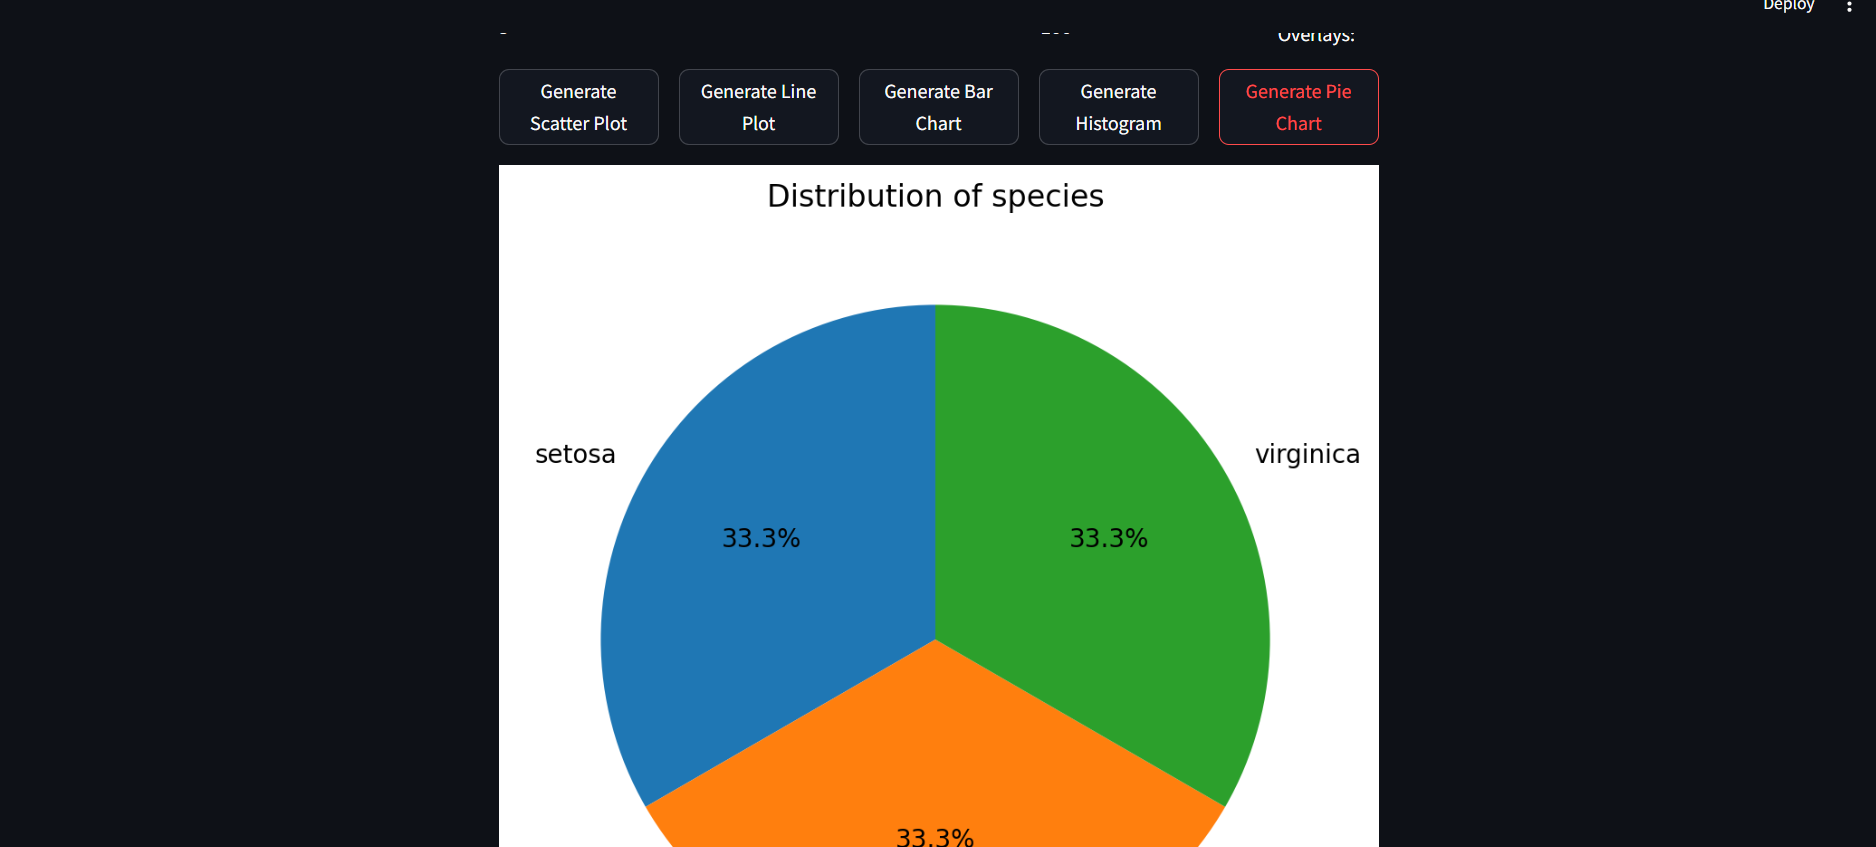 Deploy
Overlays:
Generate
Scatter Plot
Generate Line
Plot
Generate Bar
Chart
Generate
Histogram
Generate Pie
Chart
Distribution of species
setosa
virginica
33.3%
33.3%
33.3%